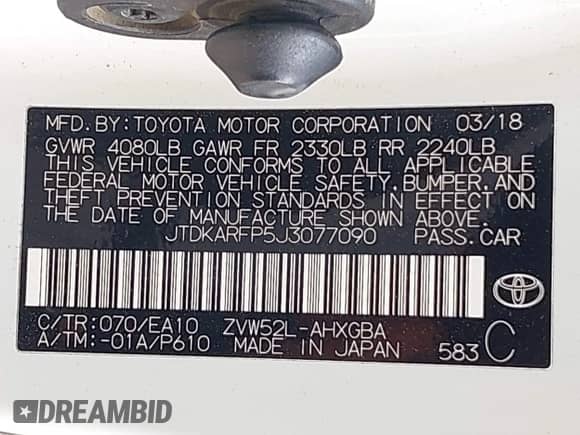 MFD. BY: TOYOTA MOTOR CORPORATION 03/18
GVWR 4080LB GAWR FR 2330LB RR 2240LB
THIS VEHICLE CONFORMS TO ALL APPLICABLE
FEDERAL MOTOR VEHICLE SAFETY, BUMPER, AND
THEFT PREVENTION STANDARDS IN EFFECT ON
THE DATE OF MANUFACTURE SHOWN ABOVE.
JTDKARFP5J3077090 PASS. CAR
C/TR: 070/EA10 ZVW52L-AHXGBA
A/TM: -01A/P610 MADE IN JAPAN 583 C
TOYOTA
DREAMBID